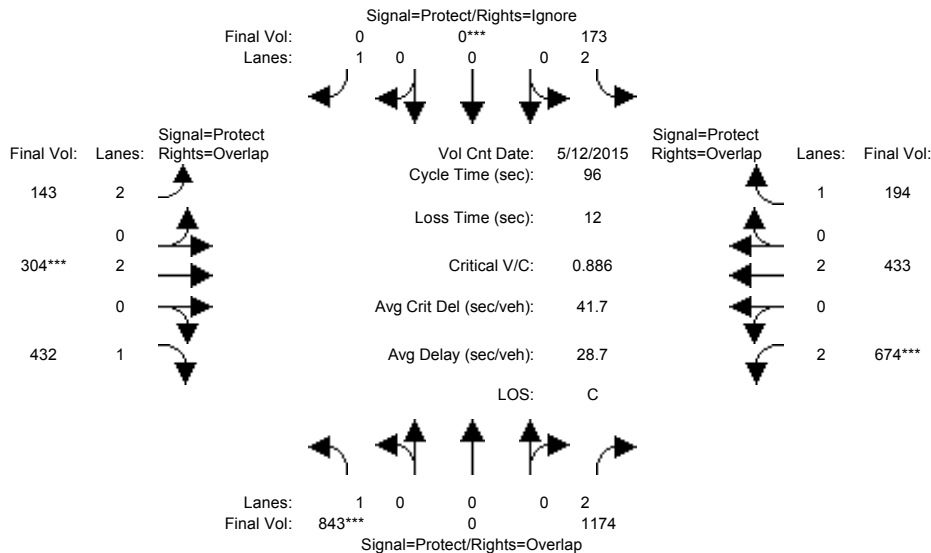 Signal=Protect/Rights=Ignore
Final Vol: 0 0*** 173
Lanes: 1 0 0 0 2
Signal=Protect
Final Vol: Lanes: Rights=Overlap
Vol Cnt Date: 5/12/2015
Signal=Protect
Rights=Overlap Lanes: Final Vol:
Cycle Time (sec): 96
143 2
1 194
Loss Time (sec): 12
0
0
304*** 2
Critical V/C: 0.886
2 433
0
Avg Crit Del (sec/veh): 41.7
0
432 1
Avg Delay (sec/veh): 28.7
2 674***
LOS: C
Lanes: 1 0 0 0 2
Final Vol: 843*** 0 1174
Signal=Protect/Rights=Overlap